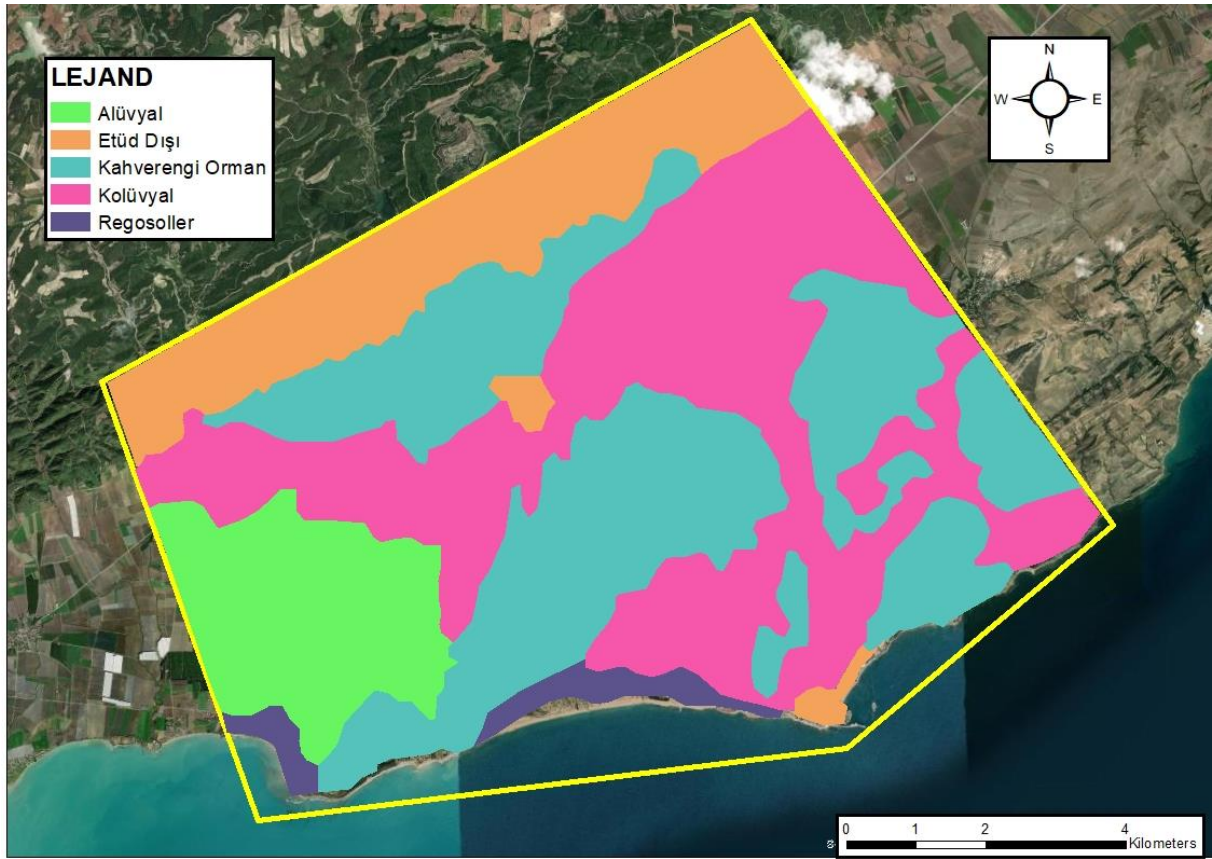 LEJAND
Alüvyal
Etüd Dışı
Kahverengi Orman
Kolüvyal
Regosoller
N
W
E
S
0 1 2 4
Kilometers